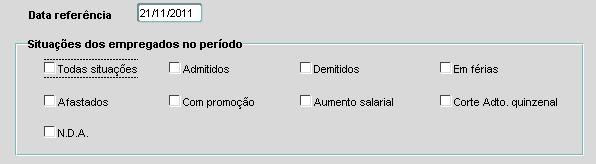 Data referência 21/11/2011
Situações dos empregados no período
Todas situações Admitidos Demitidos Em férias
Afastados Com promoção Aumento salarial Corte Adto. quinzenal
N.D.A.